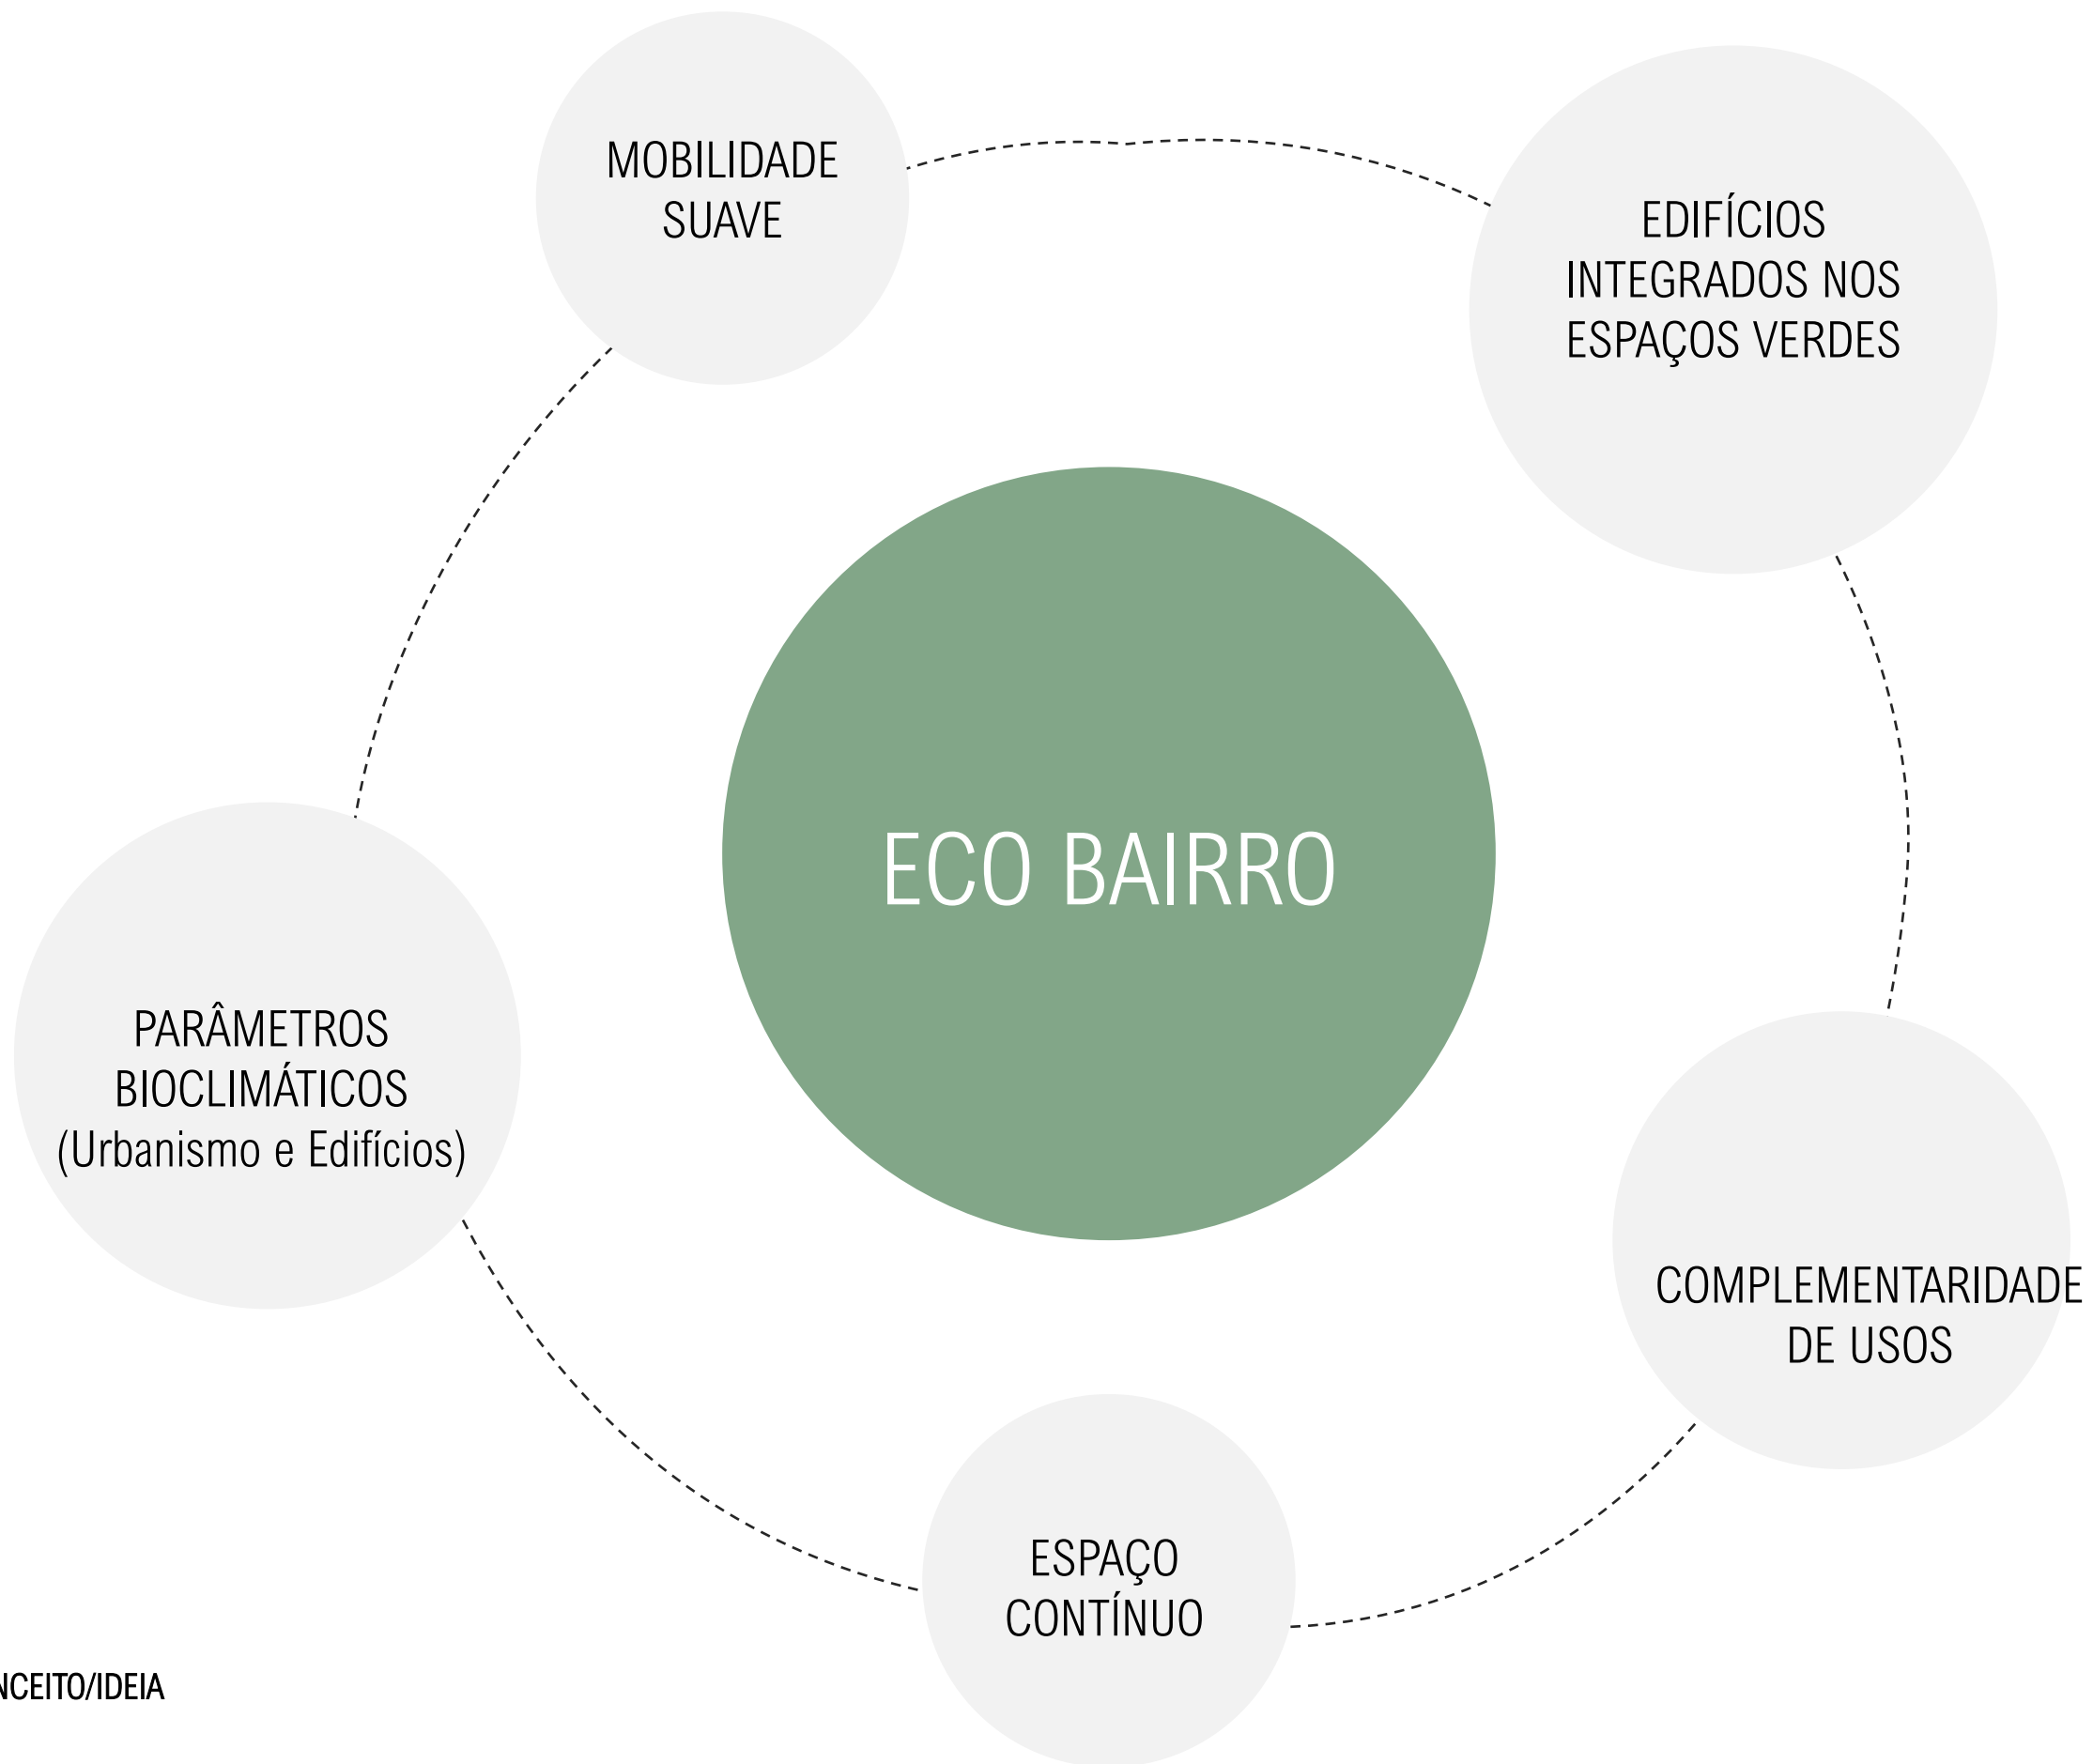 MOBILIDADE
SUAVE
EDIFÍCIOS
INTEGRADOS NOS
ESPAÇOS VERDES
ECO BAIRRO
PARÂMETROS
BIOCLIMÁTICOS
(Urbanismo e Edifícios)
COMPLEMENTARIDADE
DE USOS
ESPAÇO
CONTÍNUO
NCEITO/IDEIA